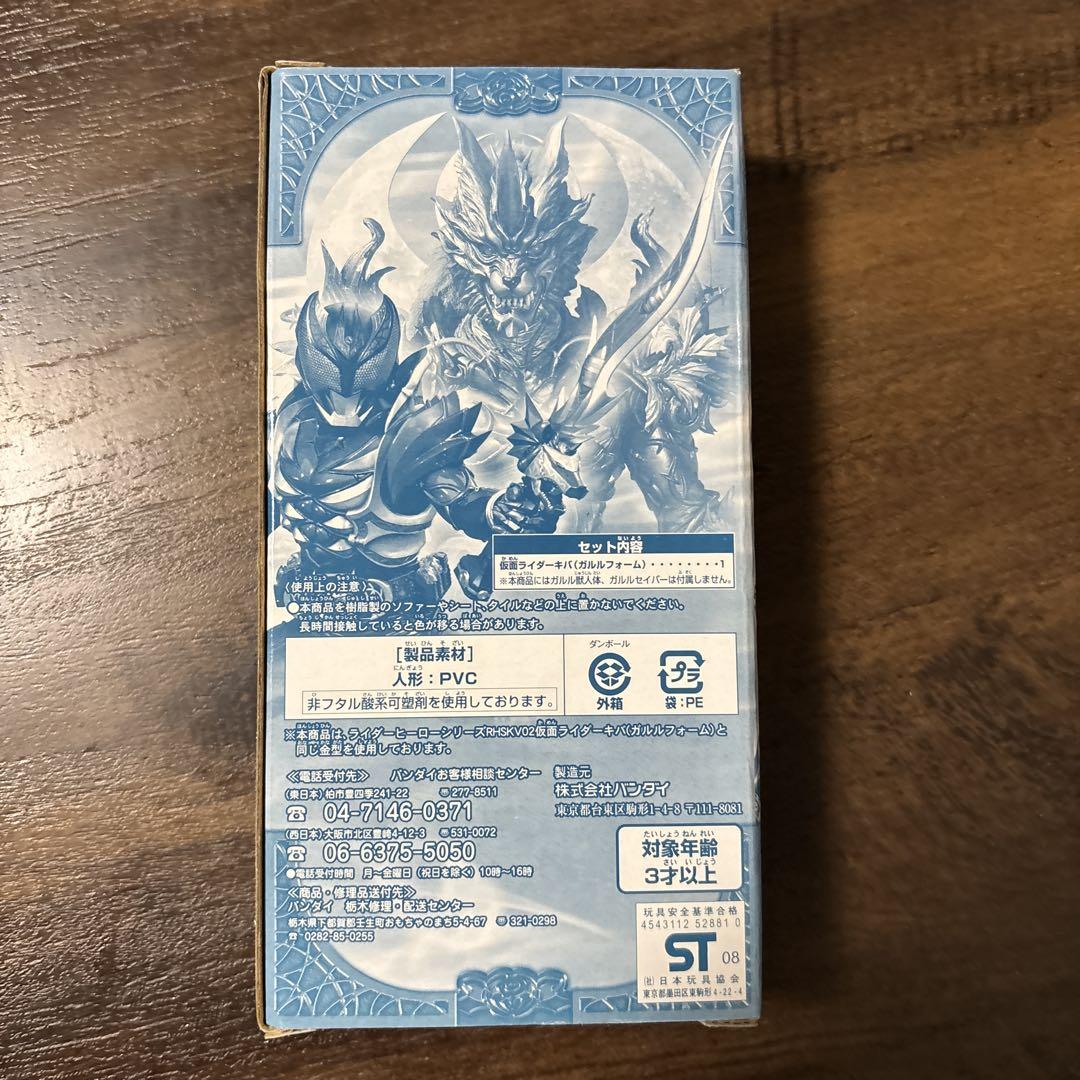 セット内容
仮面ライダーキバ(ガルルフォーム)・・・・・・・・1
※本商品にはガルル獣人体、ガルルセイバーは付属しません。
〈使用上の注意〉
●本商品を樹脂製のソファーやシート、タイルなどの上に置かないでください。
長時間接触していると色が移る場合があります。
[製品素材]
人形：PVC
非フタル酸系可塑剤を使用しております。
ダンボール
外箱
プラ
袋：PE
※本商品は、ライダーヒーローシリーズRHSKV02仮面ライダーキバ(ガルルフォーム)と
同じ金型を使用しております。
≪電話受付先≫ バンダイお客様相談センター
(東日本) 柏市豊四季241-22 〒277-8511
☎ 04-7146-0371
(西日本) 大阪市北区豊崎4-12-3 〒531-0072
☎ 06-6375-5050
●電話受付時間 月〜金曜日 (祝日を除く) 10時〜16時
≪商品・修理品送付先≫
バンダイ 栃木修理・配送センター
栃木県下都賀郡壬生町おもちゃのまち5-4-67 〒321-0298
☎ 0282-85-0255
製造元
株式会社バンダイ
東京都台東区駒形1-4-8 〒111-8081
たいしょうねんれい
対象年齢
さいいじょう
3才以上
玩具安全基準合格
4543112 52881 0
ST 08
(社)日本玩具協会
東京都墨田区東駒形4-22-4